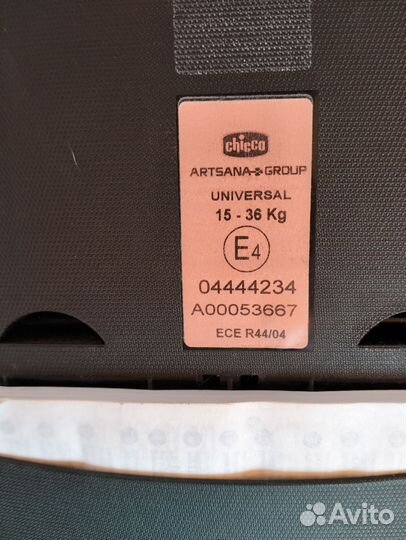 chicco
ARTSANA GROUP
UNIVERSAL
15 - 36 Kg
E4
04444234
A00053667
ECE R44/04
Avito